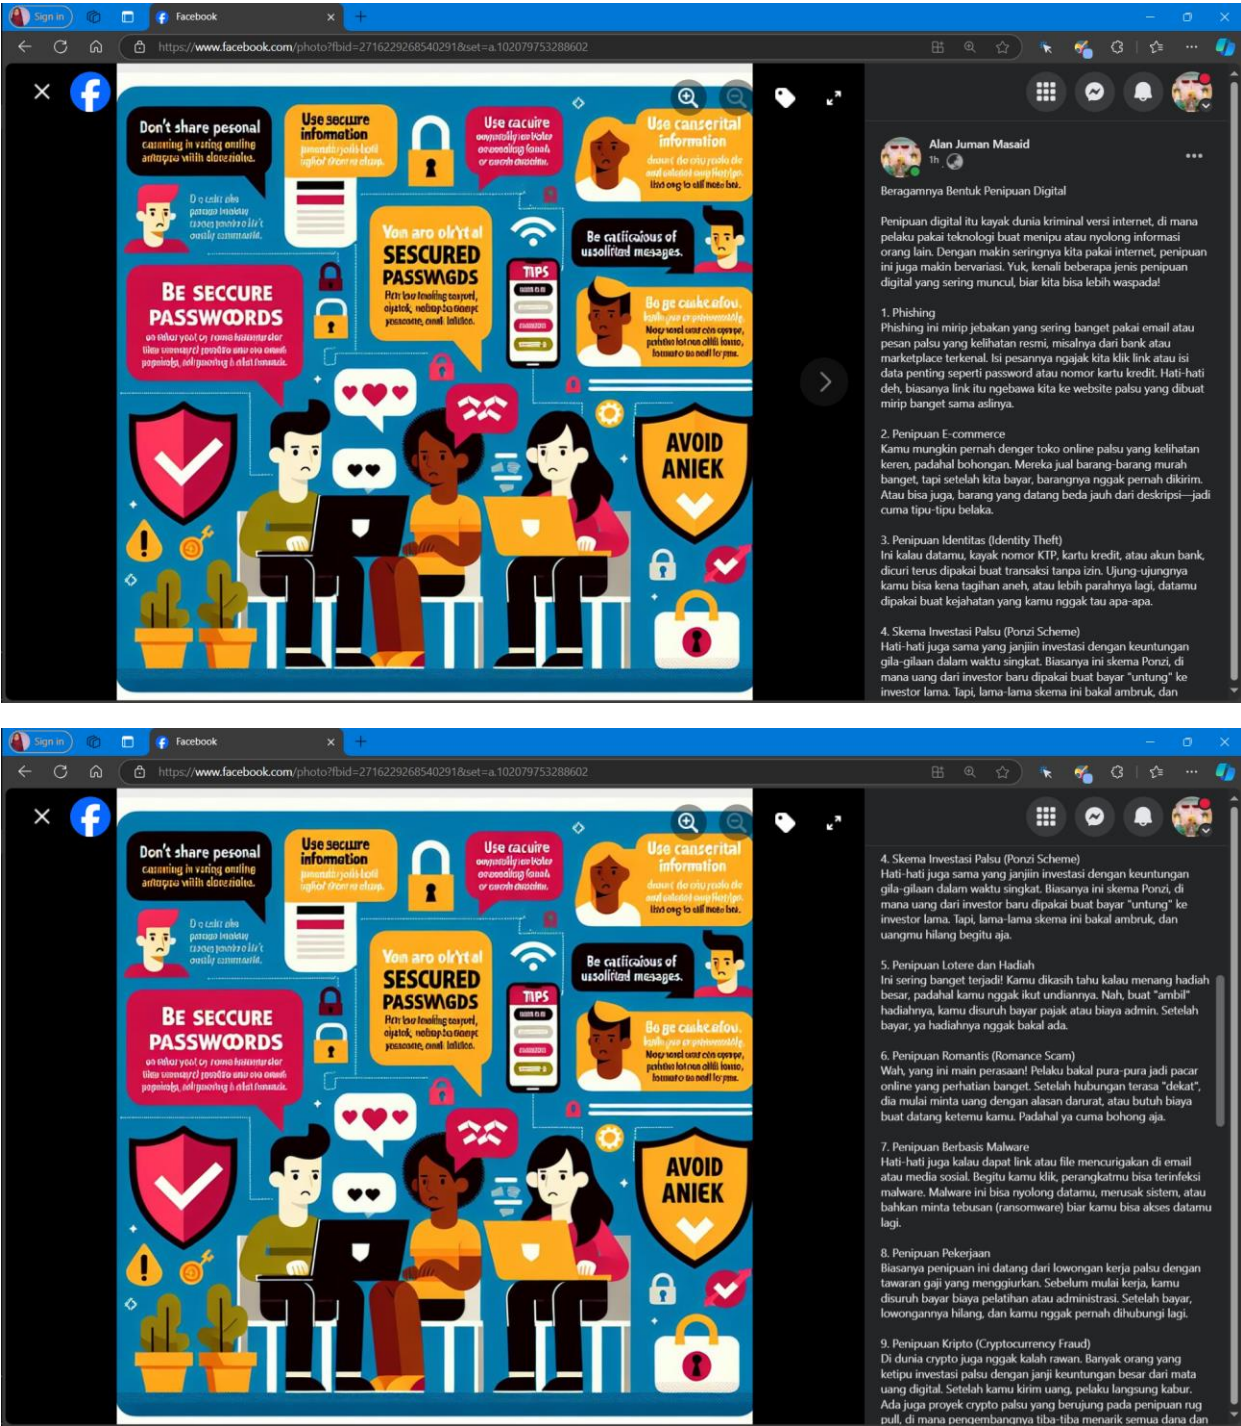 Sign in
Facebook
https://www.facebook.com/photo?fbid=2716229268540291&set=a.102079753288602
Don't share pesonal
Use secuure
information
Use cacuire
Use canserital
information
Be catiicaious of
SESCURED
PASSWAGDS
TIPS
BE SECCURE
PASSWORDS
AVOID
ANIEK
Alan Juman Masaid
1h
Beragamnya Bentuk Penipuan Digital
Penipuan digital itu kayak dunia kriminal versi internet, di mana
pelaku pakai teknologi buat menipu atau nyolong informasi
orang lain. Dengan makin seringnya kita pakai internet, penipuan
ini juga makin bervariasi. Yuk, kenali beberapa jenis penipuan
digital yang sering muncul, biar kita bisa lebih waspada!
1. Phishing
Phishing ini mirip jebakan yang sering banget pakai email atau
pesan palsu yang kelihatan resmi, misalnya dari bank atau
marketplace terkenal. Isi pesannya ngajak kita klik link atau isi
data penting seperti password atau nomor kartu kredit. Hati-hati
deh, biasanya link itu ngebawa kita ke website palsu yang dibuat
mirip banget sama aslinya.
2. Penipuan E-commerce
Kamu mungkin pernah denger toko online palsu yang kelihatan
keren, padahal bohongan. Mereka jual barang-barang murah
banget, tapi setelah kita bayar, barangnya nggak pernah dikirim.
Atau bisa juga, barang yang datang beda jauh dari deskripsi—jadi
cuma tipu-tipu belaka.
3. Penipuan Identitas (Identity Theft)
Ini kalau datamu, kayak nomor KTP, kartu kredit, atau akun bank,
dicuri terus dipakai buat transaksi tanpa izin. Ujung-ujungnya
kamu bisa kena tagihan aneh, atau lebih parahnya lagi, datamu
dipakai buat kejahatan yang kamu nggak tau apa-apa.
4. Skema Investasi Palsu (Ponzi Scheme)
Hati-hati juga sama yang janjiin investasi dengan keuntungan
gila-gilaan dalam waktu singkat. Biasanya ini skema Ponzi, di
mana uang dari investor baru dipakai buat bayar "untung" ke
investor lama. Tapi, lama-lama skema ini bakal ambruk, dan
Sign in
Facebook
https://www.facebook.com/photo?fbid=2716229268540291&set=a.102079753288602
Don't share pesonal
Use secuure
information
Use cacuire
Use canserital
information
Be catiicaious of
SESCURED
PASSWAGDS
TIPS
BE SECCURE
PASSWORDS
AVOID
ANIEK
4. Skema Investasi Palsu (Ponzi Scheme)
Hati-hati juga sama yang janjiin investasi dengan keuntungan
gila-gilaan dalam waktu singkat. Biasanya ini skema Ponzi, di
mana uang dari investor baru dipakai buat bayar "untung" ke
investor lama. Tapi, lama-lama skema ini bakal ambruk, dan
uangmu hilang begitu aja.
5. Penipuan Lotere dan Hadiah
Ini sering banget terjadi! Kamu dikasih tahu kalau menang hadiah
besar, padahal kamu nggak ikut undiannya. Nah, buat "ambil"
hadiahnya, kamu disuruh bayar pajak atau biaya admin. Setelah
bayar, ya hadiahnya nggak bakal ada.
6. Penipuan Romantis (Romance Scam)
Wah, yang ini main perasaan! Pelaku bakal pura-pura jadi pacar
online yang perhatian banget. Setelah hubungan terasa "dekat",
dia mulai minta uang dengan alasan darurat, atau butuh biaya
buat datang ketemu kamu. Padahal ya cuma bohong aja.
7. Penipuan Berbasis Malware
Hati-hati juga kalau dapat link atau file mencurigakan di email
atau media sosial. Begitu kamu klik, perangkatmu bisa terinfeksi
malware. Malware ini bisa nyolong datamu, merusak sistem, atau
bahkan minta tebusan (ransomware) biar kamu bisa akses datamu
lagi.
8. Penipuan Pekerjaan
Biasanya penipuan ini datang dari lowongan kerja palsu dengan
tawaran gaji yang menggiurkan. Sebelum mulai kerja, kamu
disuruh bayar biaya pelatihan atau administrasi. Setelah bayar,
lowongannya hilang, dan kamu nggak pernah dihubungi lagi.
9. Penipuan Kripto (Cryptocurrency Fraud)
Di dunia crypto juga nggak kalah rawan. Banyak orang yang
ketipu investasi palsu dengan janji keuntungan besar dari mata
uang digital. Setelah kamu kirim uang, pelaku langsung kabur.
Ada juga proyek crypto palsu yang berujung pada penipuan rug
pull, di mana pengembangnya tiba-tiba menarik semua dana dan